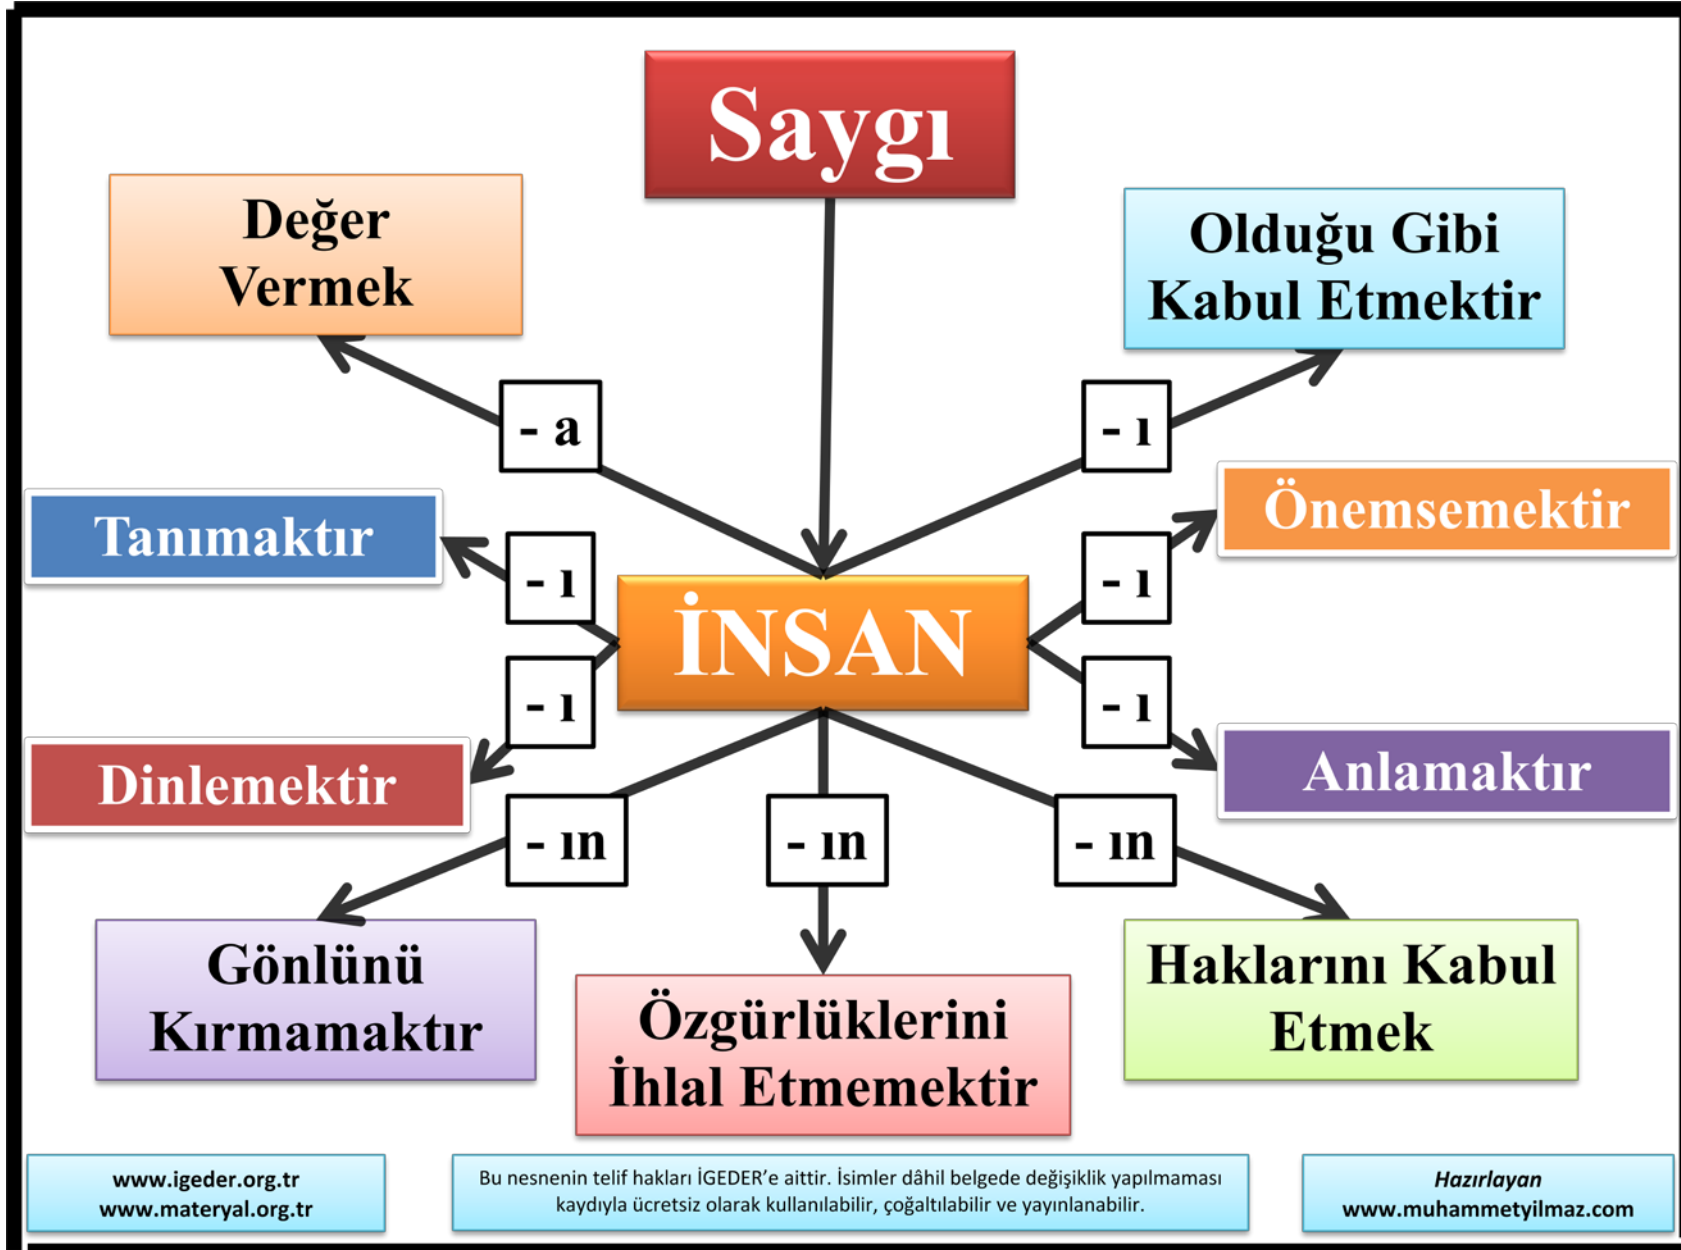 Saygı
Değer
Vermek
Olduğu Gibi
Kabul Etmektir
- a
- ı
Tanımaktır
Önemsemektir
- ı
- ı
İNSAN
- ı
- ı
Dinlemektir
Anlamaktır
- ın
- ın
- ın
Gönlünü
Kırmamaktır
Özgürlüklerini
İhlal Etmemektir
Haklarını Kabul
Etmek
www.igeder.org.tr
www.materyal.org.tr
Bu nesnenin telif hakları İGEDER’e aittir. İsimler dâhil belgede değişiklik yapılmaması
kaydıyla ücretsiz olarak kullanılabilir, çoğaltılabilir ve yayınlanabilir.
Hazırlayan
www.muhammetyilmaz.com